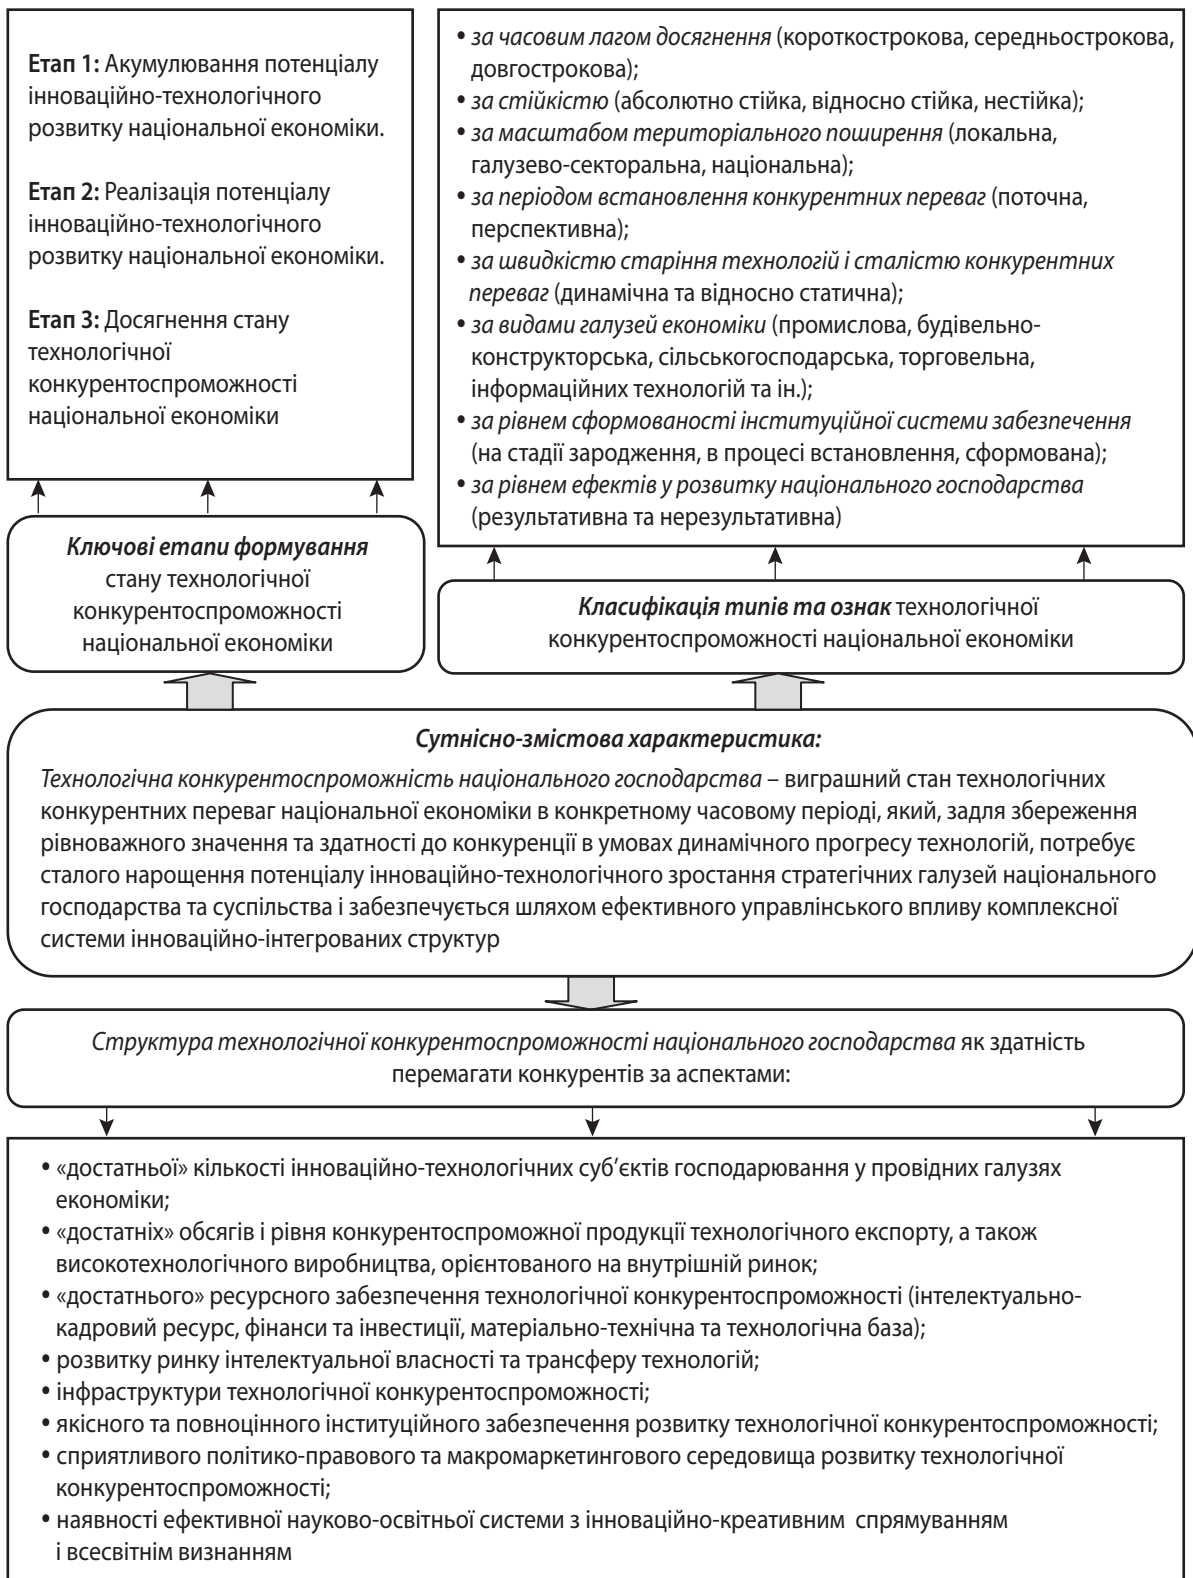 Етап 1: Акумулювання потенціалу
інноваційно-технологічного
розвитку національної економіки.
Етап 2: Реалізація потенціалу
інноваційно-технологічного
розвитку національної економіки.
Етап 3: Досягнення стану
технологічної
конкурентоспроможності
національної економіки
Ключові етапи формування
стану технологічної
конкурентоспроможності
національної економіки
• за часовим лагом досягнення (короткострокова, середньострокова,
довгострокова);
• за стійкістю (абсолютно стійка, відносно стійка, нестійка);
• за масштабом територіального поширення (локальна,
галузево-секторальна, національна);
• за періодом встановлення конкурентних переваг (поточна,
перспективна);
• за швидкістю старіння технологій і сталістю конкурентних
переваг (динамічна та відносно статична);
• за видами галузей економіки (промислова, будівельно-
конструкторська, сільськогосподарська, торговельна,
інформаційних технологій та ін.);
• за рівнем сформованості інституційної системи забезпечення
(на стадії зародження, в процесі встановлення, сформована);
• за рівнем ефектів у розвитку національного господарства
(результативна та нерезультативна)
Класифікація типів та ознак технологічної
конкурентоспроможності національної економіки
Сутнісно-змістова характеристика:
Технологічна конкурентоспроможність національного господарства – виграшний стан технологічних
конкурентних переваг національної економіки в конкретному часовому періоді, який, задля збереження
рівноважного значення та здатності до конкуренції в умовах динамічного прогресу технологій, потребує
сталого нарощення потенціалу інноваційно-технологічного зростання стратегічних галузей національного
господарства та суспільства і забезпечується шляхом ефективного управлінського впливу комплексної
системи інноваційно-інтегрованих структур
Структура технологічної конкурентоспроможності національного господарства як здатність
перемагати конкурентів за аспектами:
• «достатньої» кількості інноваційно-технологічних суб’єктів господарювання у провідних галузях
економіки;
• «достатніх» обсягів і рівня конкурентоспроможної продукції технологічного експорту, а також
високотехнологічного виробництва, орієнтованого на внутрішній ринок;
• «достатнього» ресурсного забезпечення технологічної конкурентоспроможності (інтелектуально-
кадровий ресурс, фінанси та інвестиції, матеріально-технічна та технологічна база);
• розвитку ринку інтелектуальної власності та трансферу технологій;
• інфраструктури технологічної конкурентоспроможності;
• якісного та повноцінного інституційного забезпечення розвитку технологічної конкурентоспроможності;
• сприятливого політико-правового та макромаркетингового середовища розвитку технологічної
конкурентоспроможності;
• наявності ефективної науково-освітньої системи з інноваційно-креативним спрямуванням
і всесвітнім визнанням